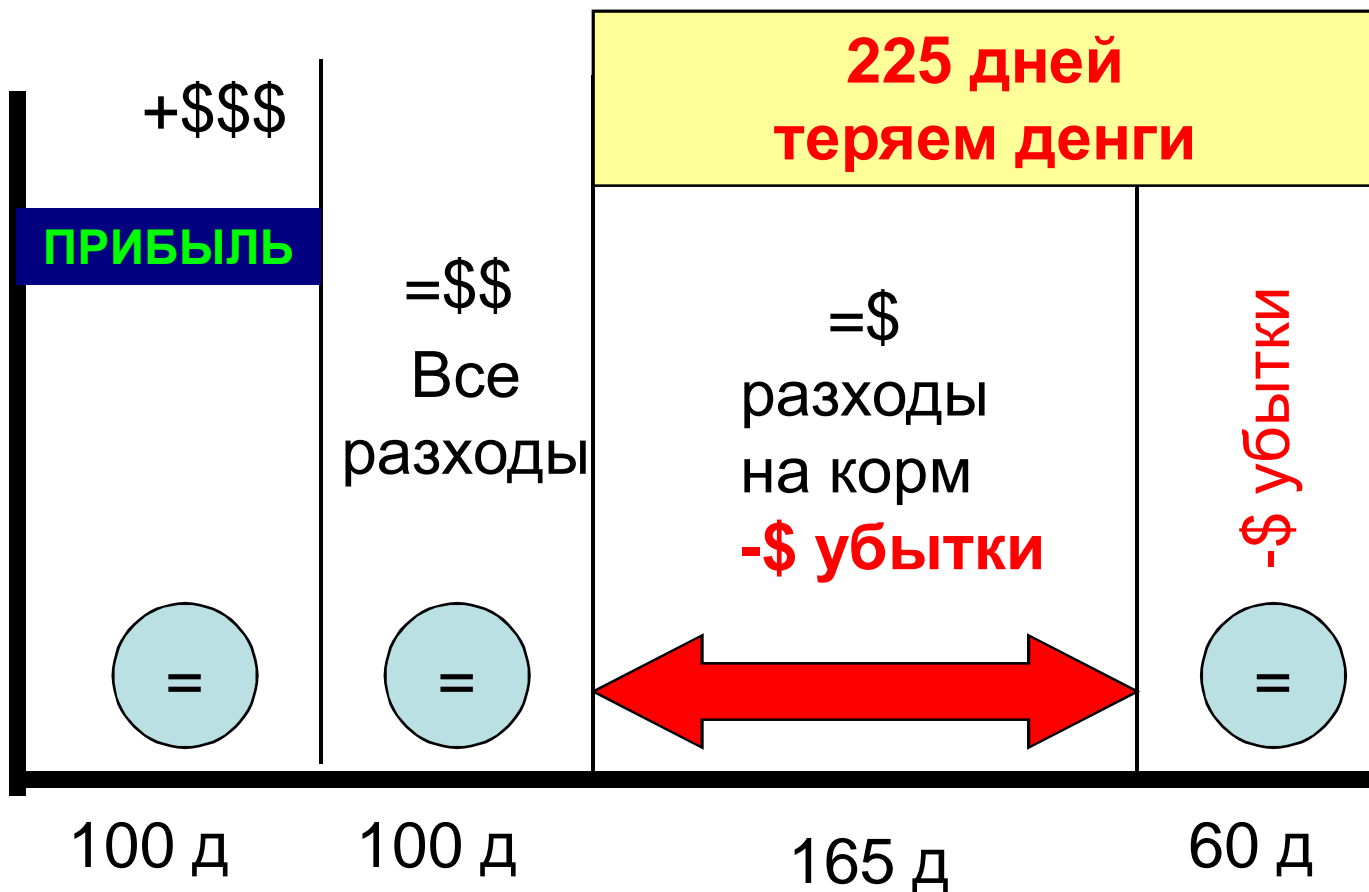 225 дней
теряем денги
+$$$
ПРИБЫЛЬ
=$$
Все
разходы
=$
разходы
на корм
-$ убытки
-$ убытки
=
=
=
100 д
100 д
165 д
60 д